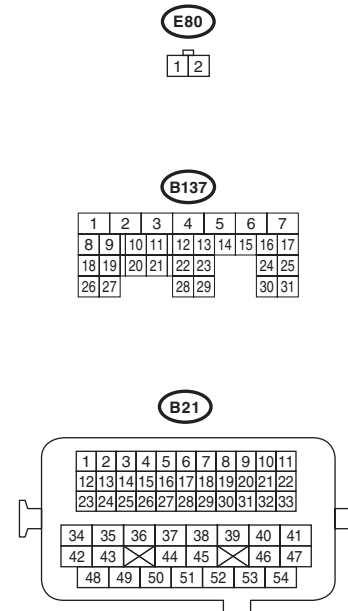 E80
1 2
B137
1 2 3 4 5 6 7
8 9 10 11 12 13 14 15 16 17
18 19 20 21 22 23 24 25
26 27 28 29 30 31
B21
1 2 3 4 5 6 7 8 9 10 11
12 13 14 15 16 17 18 19 20 21 22
23 24 25 26 27 28 29 30 31 32 33
34 35 36 37 38 39 40 41
42 43 44 45 46 47
48 49 50 51 52 53 54